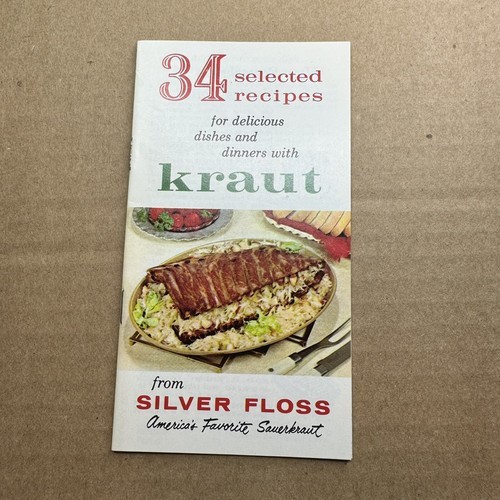 34 selected
recipes
for delicious
dishes and
dinners with
kraut
from
SILVER FLOSS
America's Favorite Sauerkraut